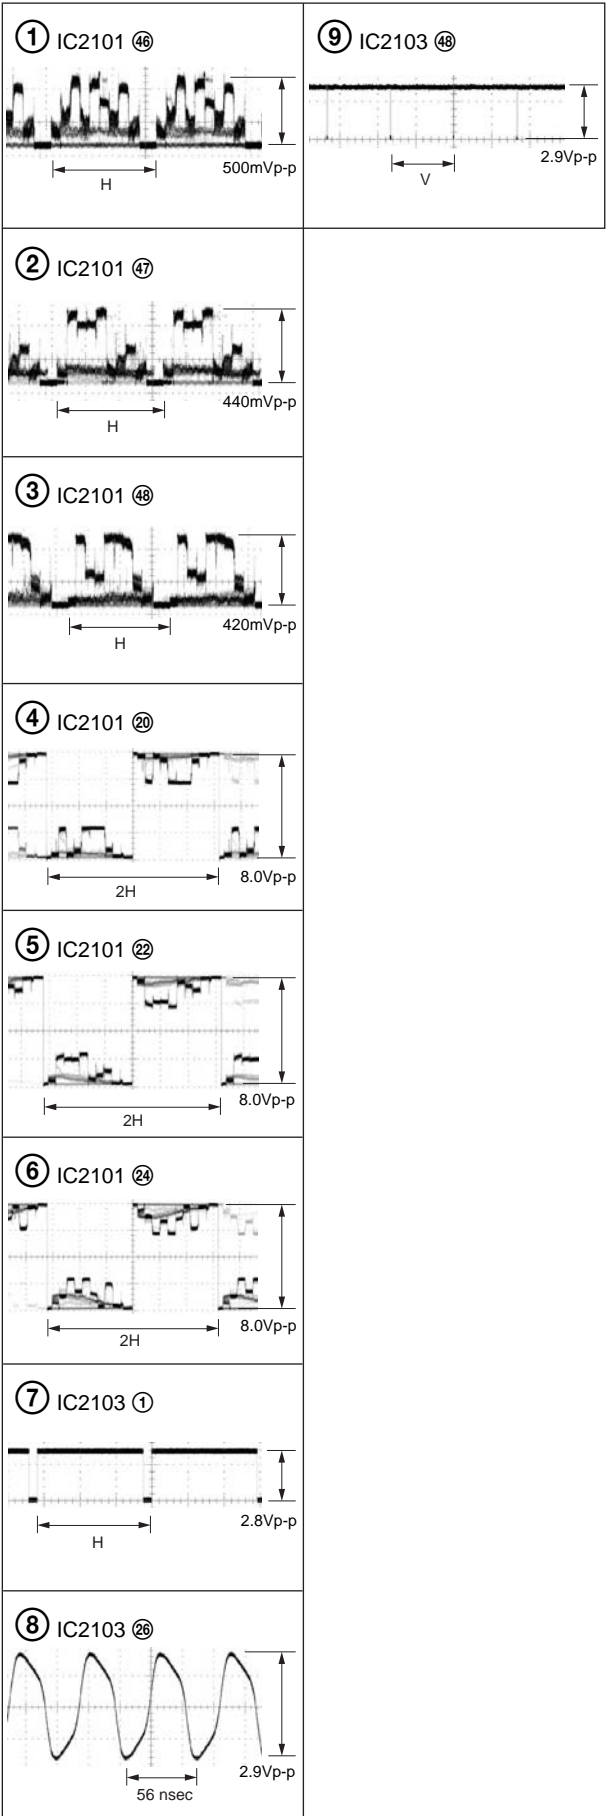 ① IC2101 ㊻
500mVp-p
H
② IC2101 ㊼
440mVp-p
H
③ IC2101 ㊽
420mVp-p
H
④ IC2101 ⑳
8.0Vp-p
2H
⑤ IC2101 ㉒
8.0Vp-p
2H
⑥ IC2101 ㉔
8.0Vp-p
2H
⑦ IC2103 ①
2.8Vp-p
H
⑧ IC2103 ㉖
2.9Vp-p
56 nsec
⑨ IC2103 ㊽
2.9Vp-p
V